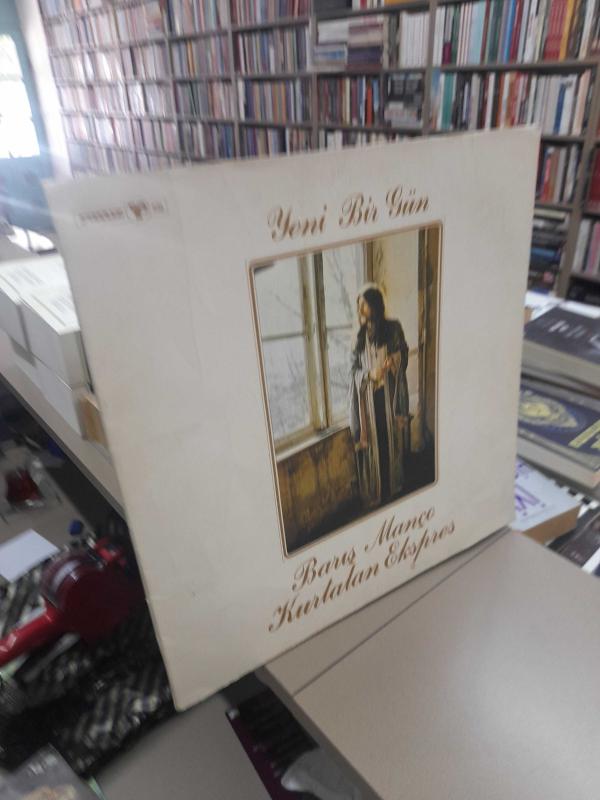 Yeni Bir Gün
Barış Manço
Kurtalan Ekspres